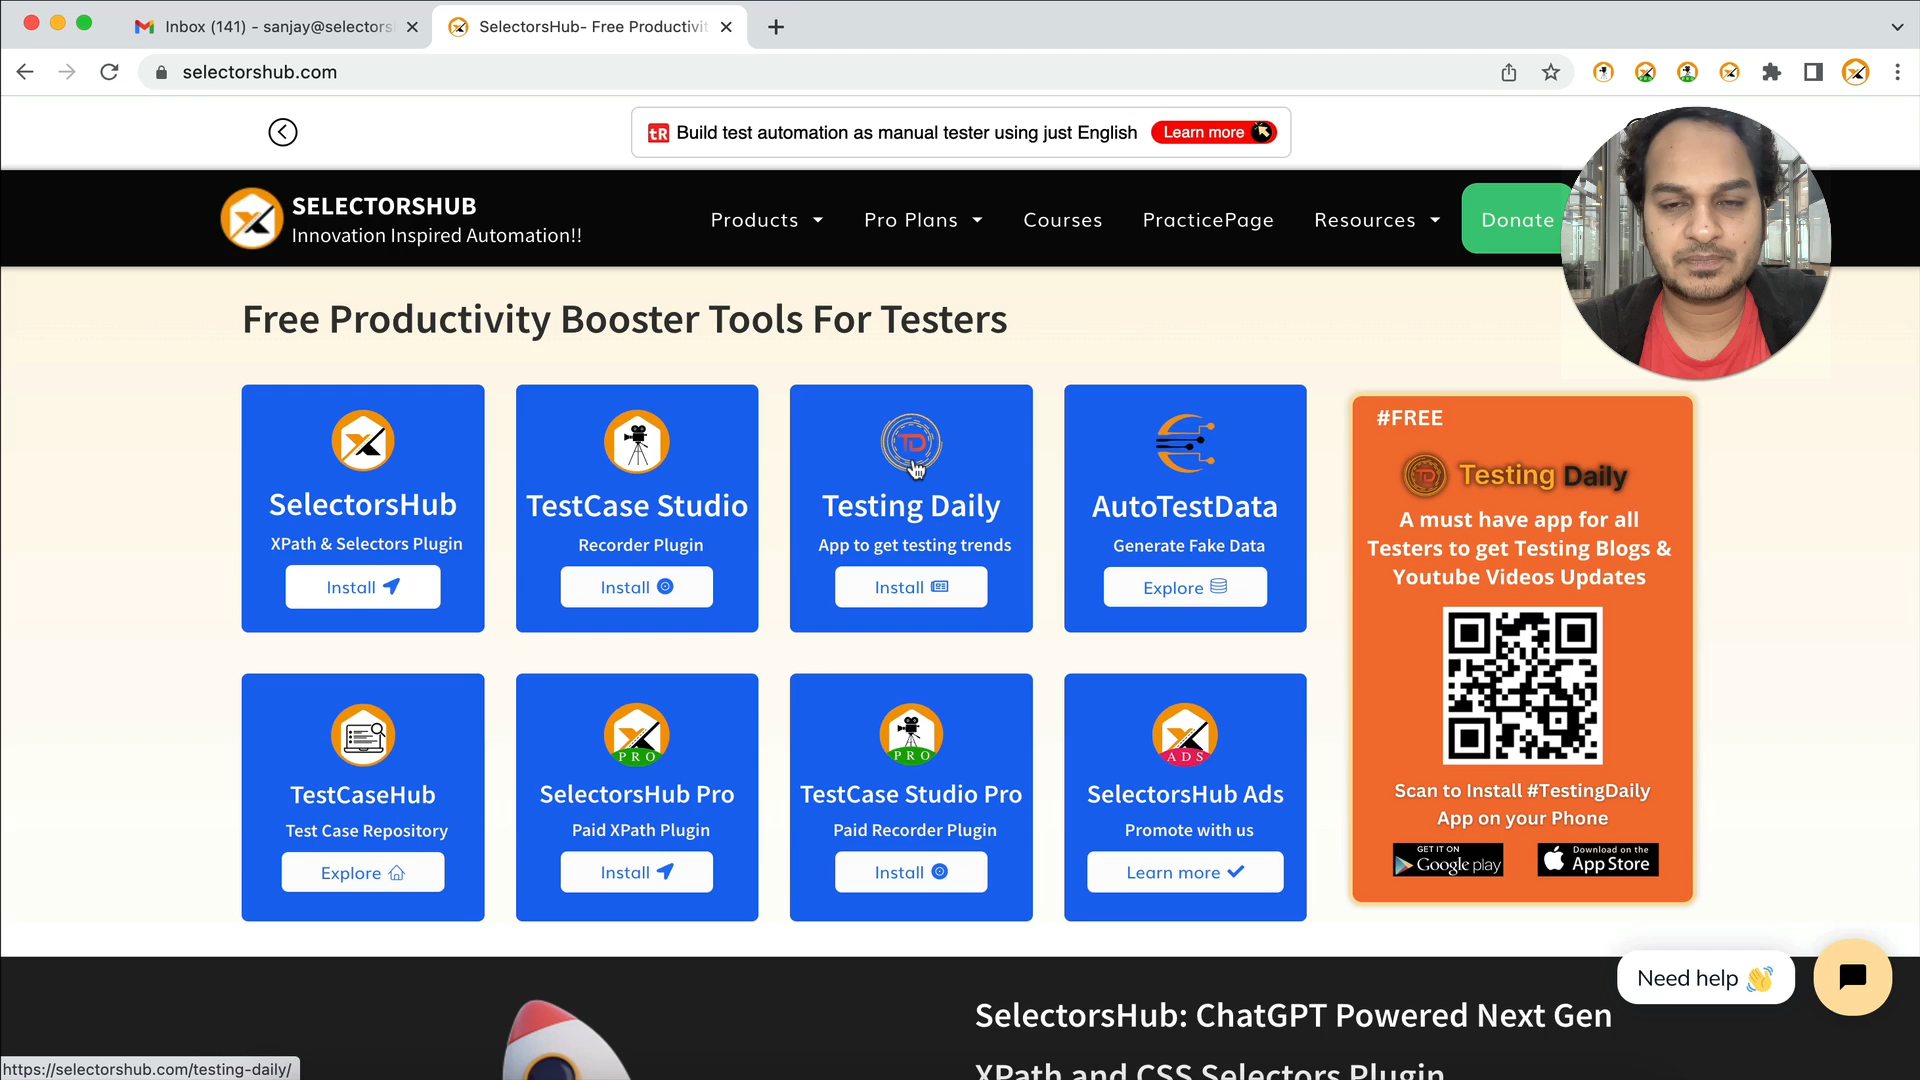 Inbox (141) - sanjay@selectors
SelectorsHub- Free Productivit
selectorshub.com
tR Build test automation as manual tester using just English Learn more
SELECTORSHUB
Innovation Inspired Automation!!
Products Pro Plans Courses PracticePage Resources Donate
Free Productivity Booster Tools For Testers
SelectorsHub
XPath & Selectors Plugin
Install
TestCase Studio
Recorder Plugin
Install
TD
Testing Daily
App to get testing trends
Install
AutoTestData
Generate Fake Data
Explore
TestCaseHub
Test Case Repository
Explore
PRO
SelectorsHub Pro
Paid XPath Plugin
Install
PRO
TestCase Studio Pro
Paid Recorder Plugin
Install
ADS
SelectorsHub Ads
Promote with us
Learn more
#FREE
TD Testing Daily
A must have app for all
Testers to get Testing Blogs &
Youtube Videos Updates
Scan to Install #TestingDaily
App on your Phone
GET IT ON
Google play
Download on the
App Store
Need help 👋
SelectorsHub: ChatGPT Powered Next Gen
XPath and CSS Selectors Plugin
https://selectorshub.com/testing-daily/